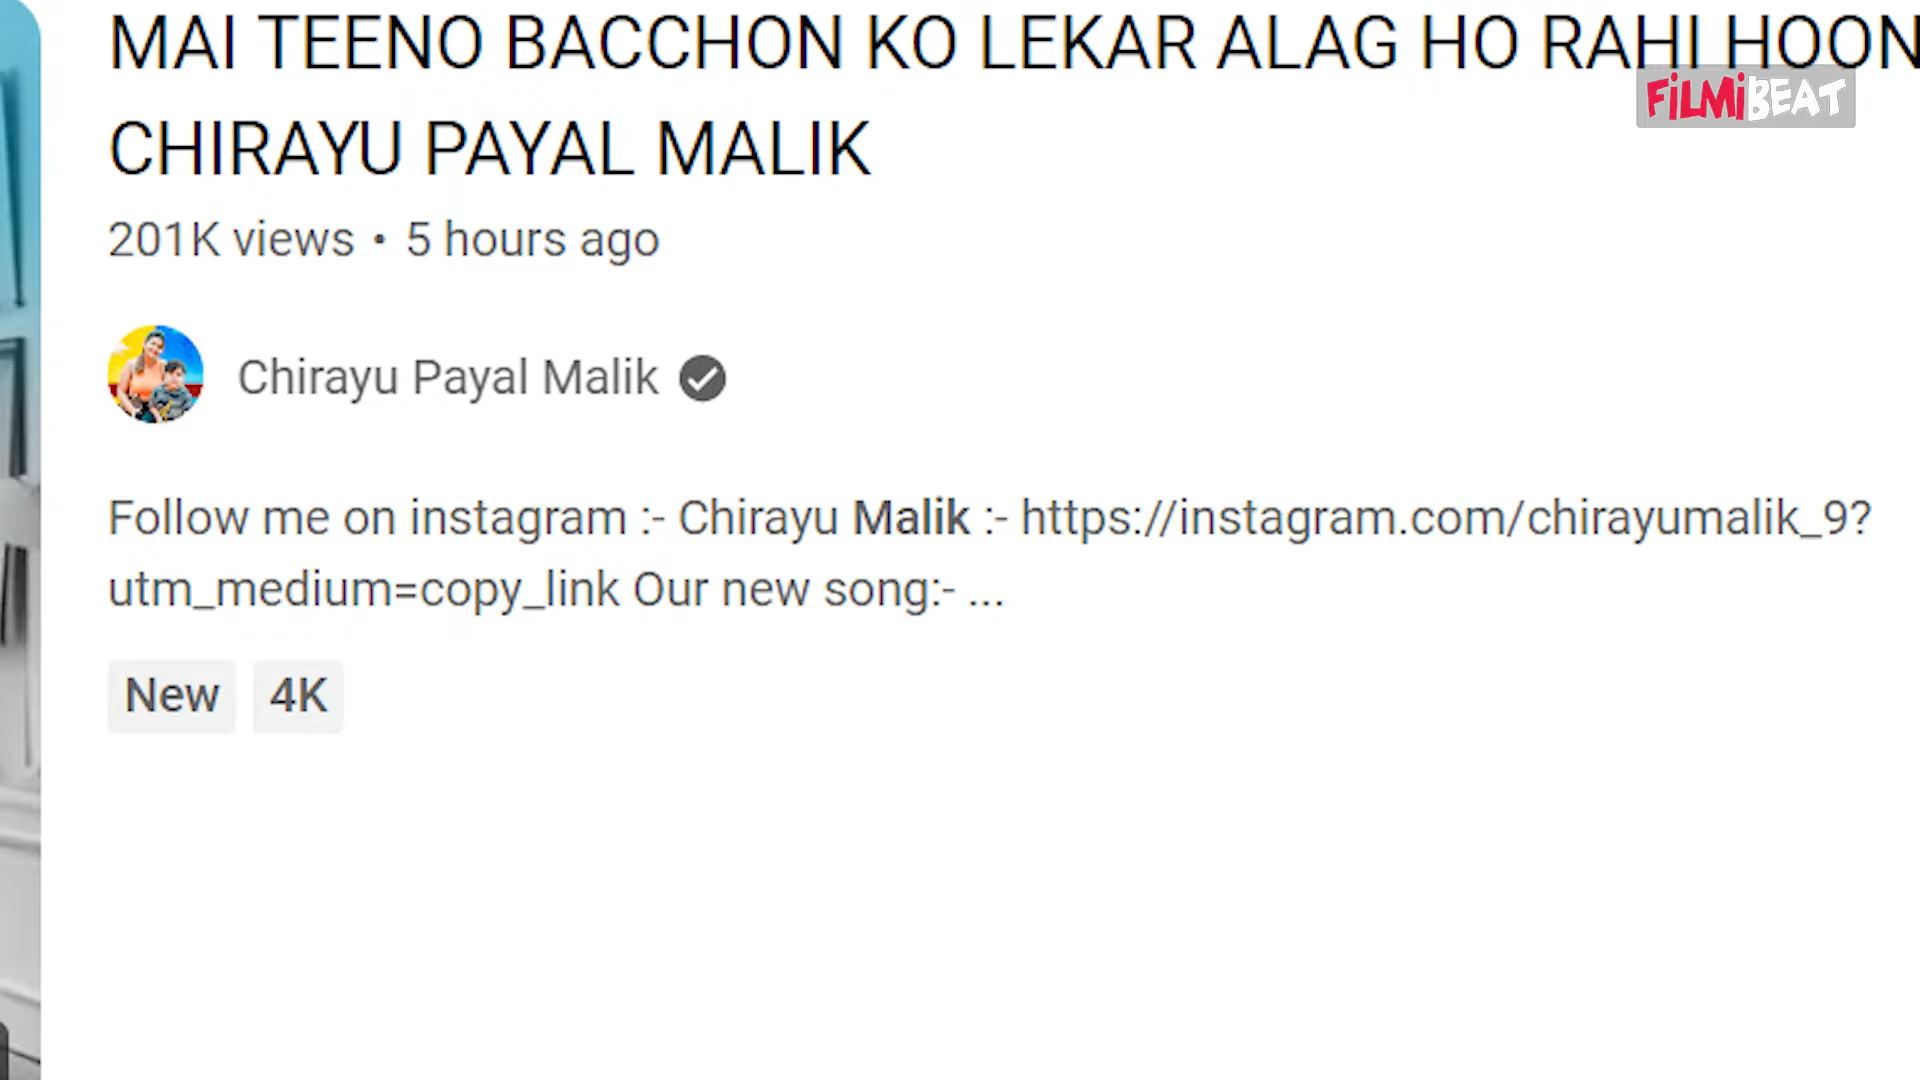 MAI TEENO BACCHON KO LEKAR ALAG HO RAHI HOON
FiLMiBEAT
CHIRAYU PAYAL MALIK
201K views • 5 hours ago
Chirayu Payal Malik
Follow me on instagram :- Chirayu Malik :- https://instagram.com/chirayumalik_9?
utm_medium=copy_link Our new song:- ...
New 4K